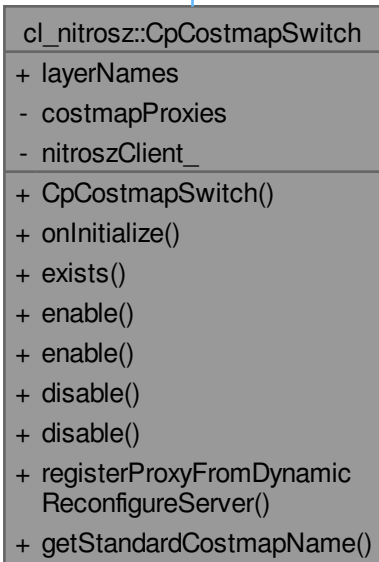 cl_nitrosz::CpCostmapSwitch
+ layerNames
- costmapProxies
- nitroszClient_
+ CpCostmapSwitch()
+ onInitialize()
+ exists()
+ enable()
+ enable()
+ disable()
+ disable()
+ registerProxyFromDynamic
ReconfigureServer()
+ getStandardCostmapName()